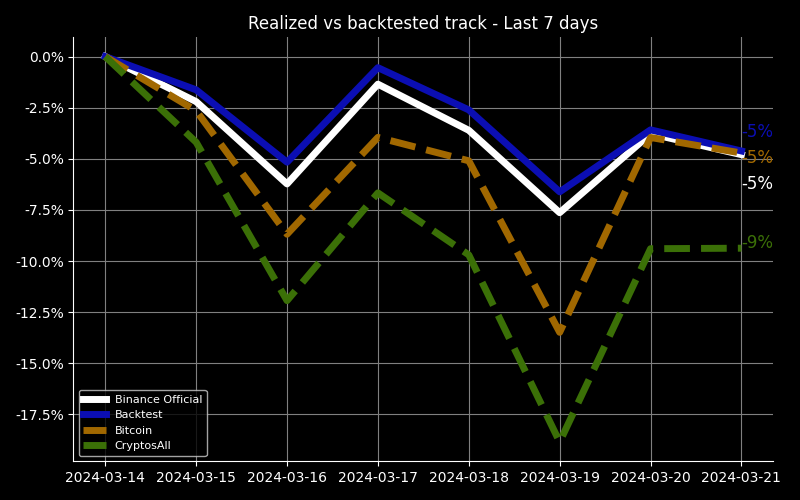 Realized vs backtested track - Last 7 days
0.0%
-2.5%
-5.0%
-7.5%
-10.0%
-12.5%
-15.0%
-17.5%
-5%
-5%
-5%
-9%
Binance Official
Backtest
Bitcoin
CryptosAll
2024-03-14 2024-03-15 2024-03-16 2024-03-17 2024-03-18 2024-03-19 2024-03-20 2024-03-21